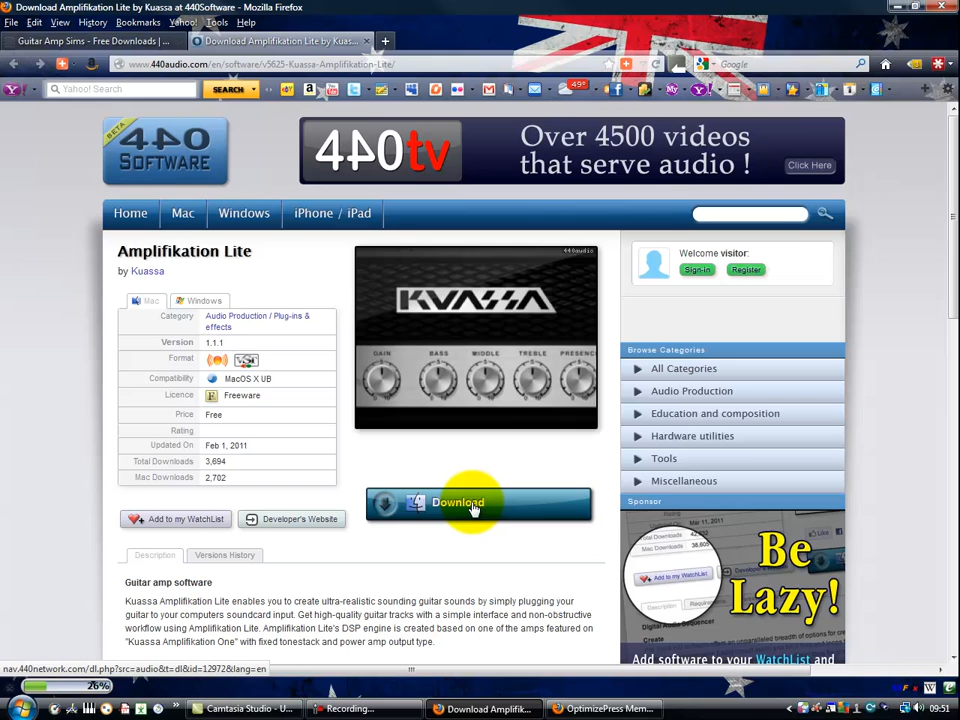 Download Amplifikation Lite by Kuassa at 440Software - Mozilla Firefox
File Edit View History Bookmarks Yahoo! Tools Help
Guitar Amp Sims - Free Downloads | ...
Download Amplifikation Lite by Kuas...
www.440audio.com/en/software/v5625-Kuassa-Amplifikation-Lite/
Google
Yahoo! Search
SEARCH
49°
BETA
440
SOFTWARE
440tv
Over 4500 videos
that serve audio !
Click Here
Home Mac Windows iPhone / iPad
Amplifikation Lite
by Kuassa
Mac Windows
Category Audio Production / Plug-ins & effects
Version 1.1.1
Format
Compatibility MacOS X UB
Licence Freeware
Price Free
Rating
Updated On Feb 1, 2011
Total Downloads 3,694
Mac Downloads 2,702
Add to my WatchList Developer's Website
440audio
KUASSA
GAIN BASS MIDDLE TREBLE PRESENC
Download
Welcome visitor:
Sign-in Register
Browse Categories
All Categories
Audio Production
Education and composition
Hardware utilities
Tools
Miscellaneous
Sponsor
Be
Lazy!
Add to my WatchList
Add software to your WatchList and
Description Versions History
Guitar amp software
Kuassa Amplifikation Lite enables you to create ultra-realistic sounding guitar sounds by simply plugging your
guitar to your computers soundcard input. Get high-quality guitar tracks with a simple interface and non-obstructive
workflow using Amplifikation Lite. Amplifikation Lite's DSP engine is created based on one of the amps featured on
"Kuassa Amplifikation One" with fixed tonestack and power amp output type.
nav.440network.com/dl.php?src=audio&t=dl&id=12972&lang=en
26%
Camtasia Studio - U...
Recording...
Download Amplifik...
OptimizePress Mem...
09:51